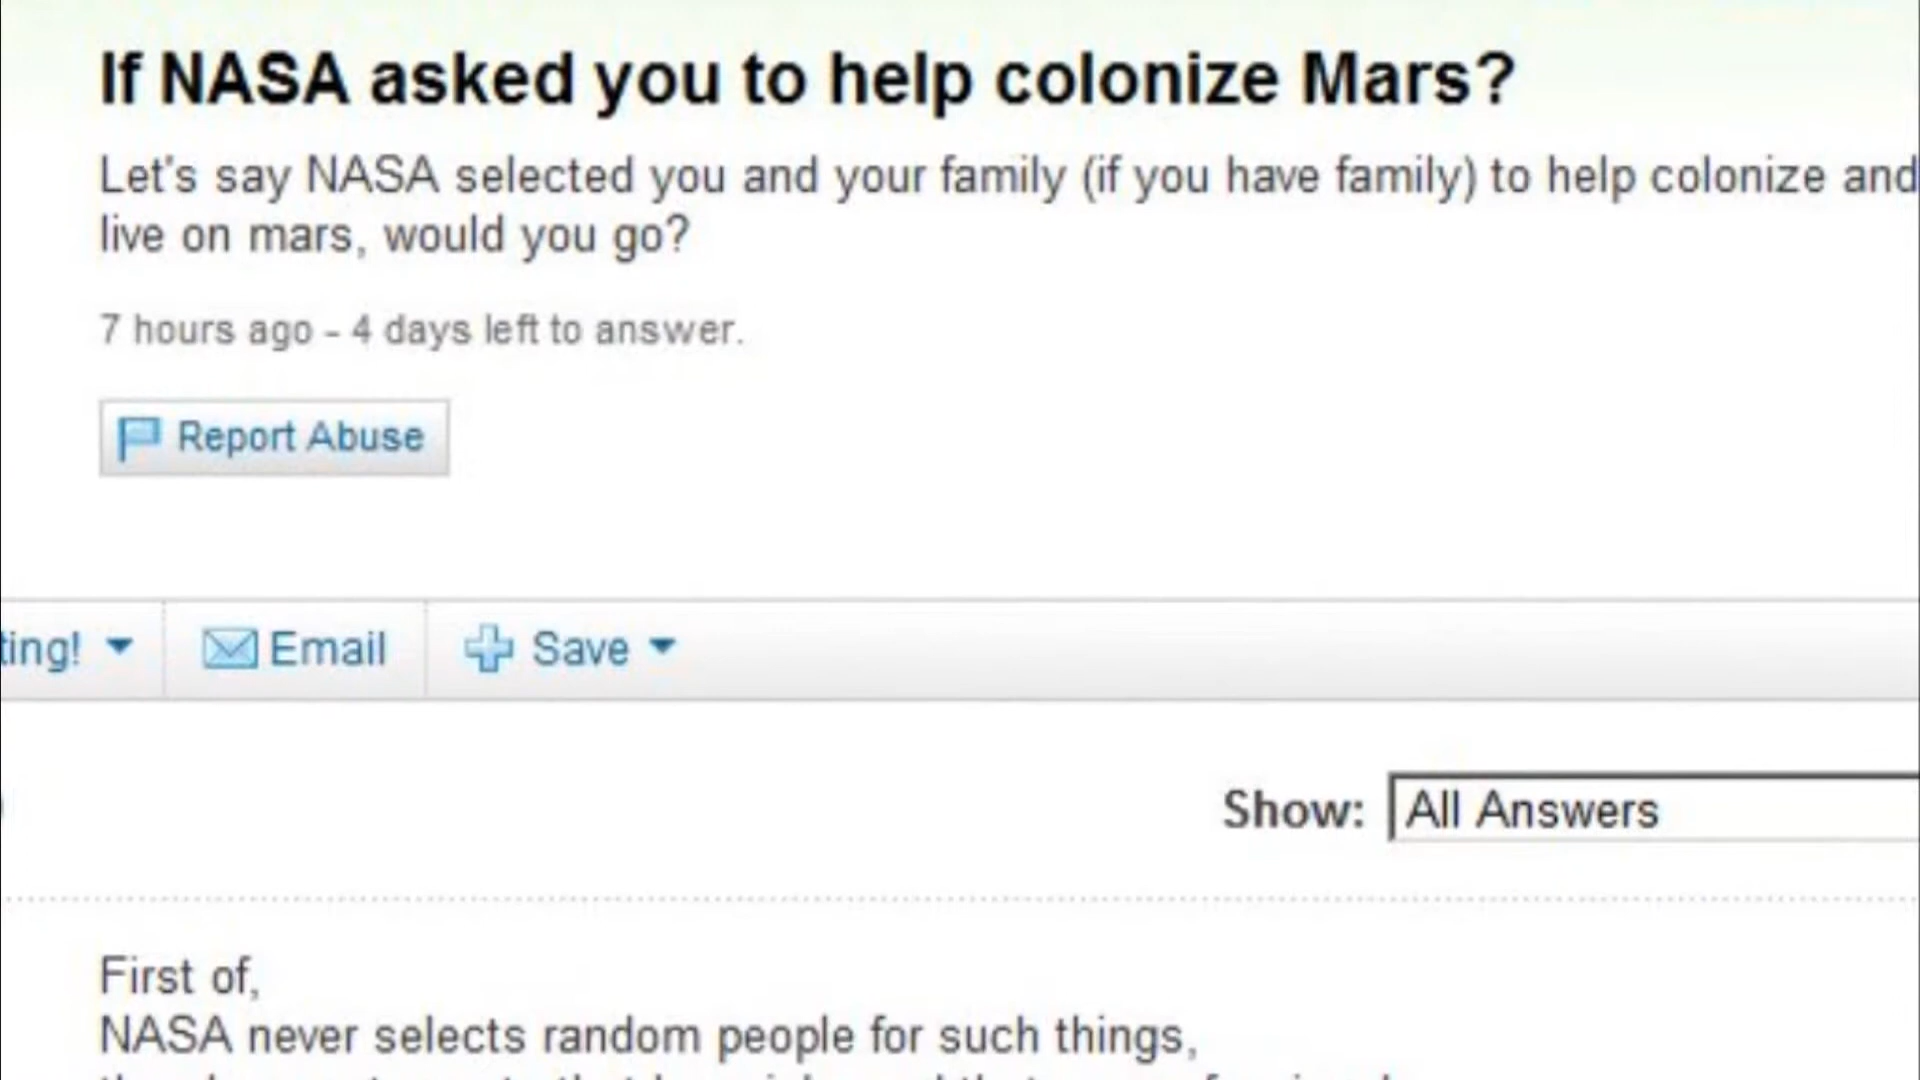 If NASA asked you to help colonize Mars?
Let's say NASA selected you and your family (if you have family) to help colonize and
live on mars, would you go?
7 hours ago - 4 days left to answer.
Report Abuse
ting! Email Save
Show: All Answers
First of,
NASA never selects random people for such things,